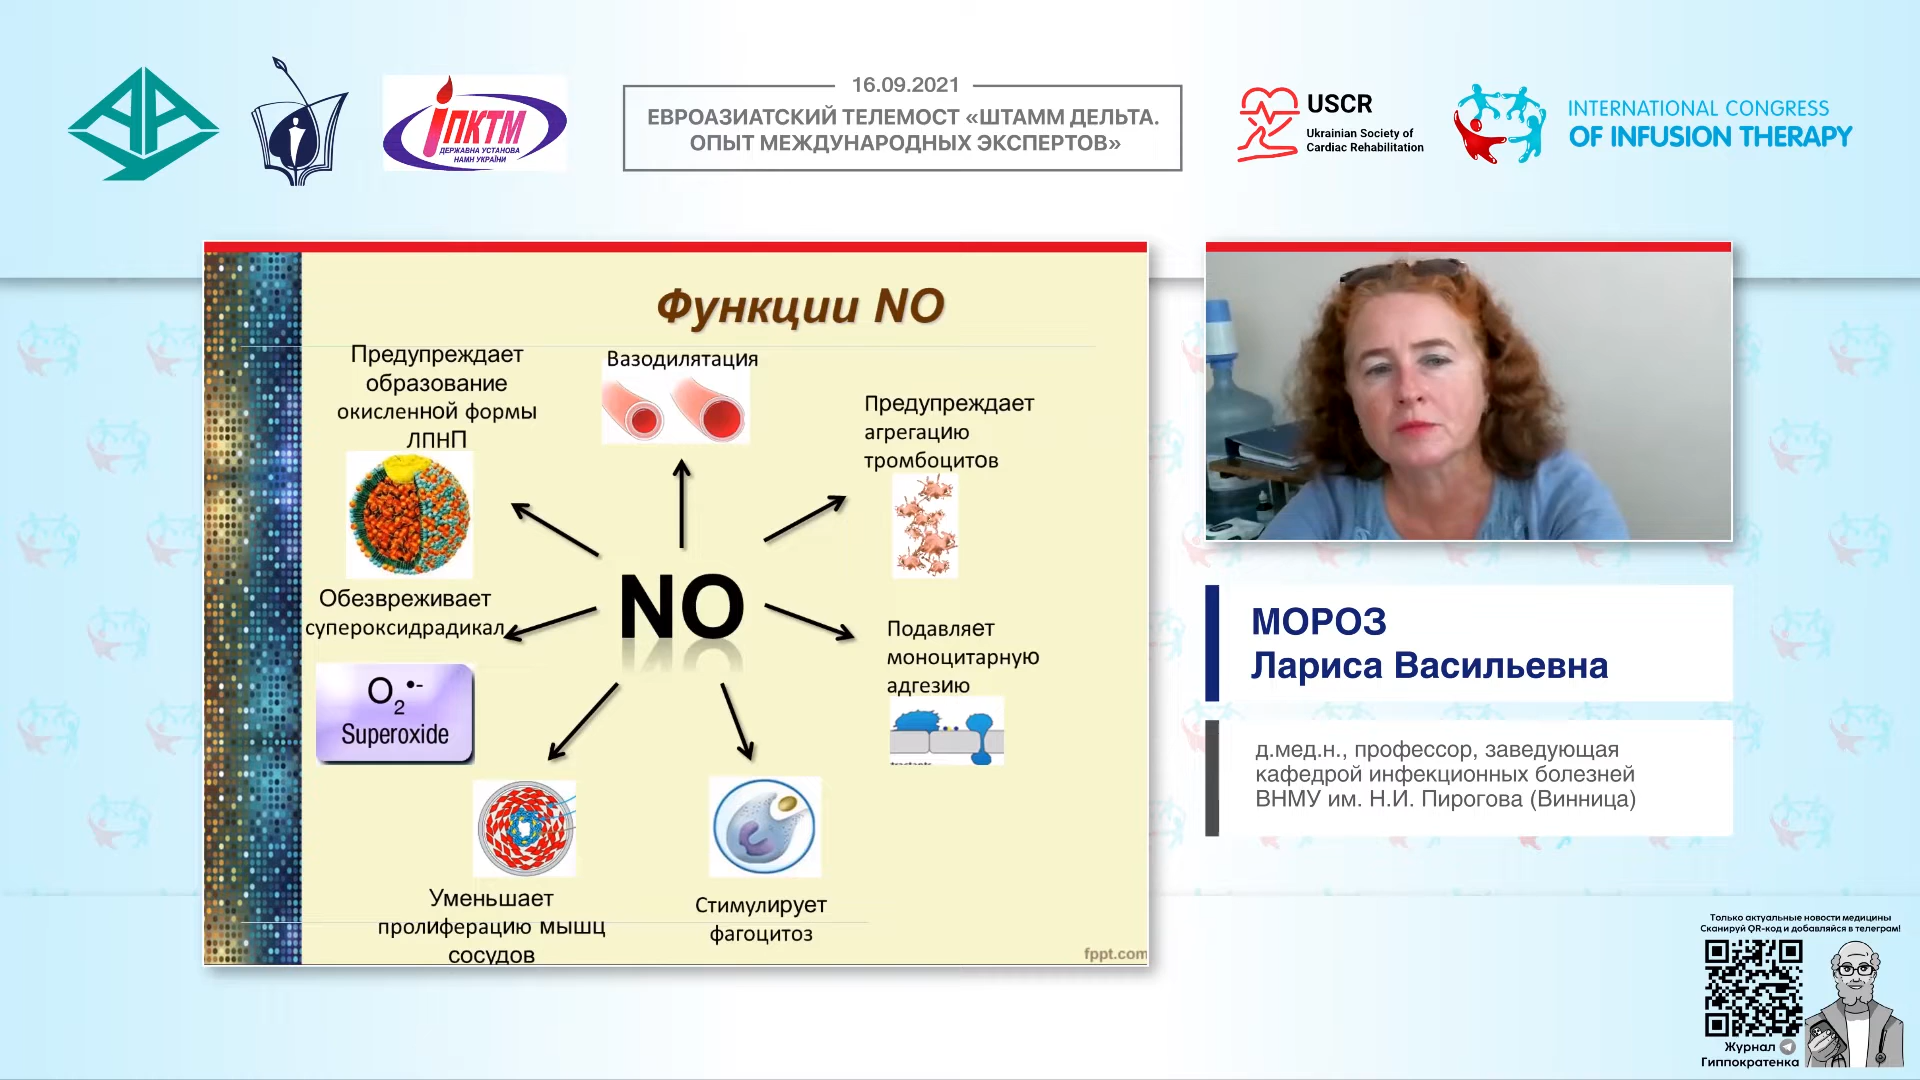 іПКТМ
ДЕРЖАВНА УСТАНОВА
НАМН УКРАЇНИ
16.09.2021
ЕВРОАЗИАТСКИЙ ТЕЛЕМОСТ «ШТАММ ДЕЛЬТА.
ОПЫТ МЕЖДУНАРОДНЫХ ЭКСПЕРТОВ»
USCR
Ukrainian Society of
Cardiac Rehabilitation
INTERNATIONAL CONGRESS
OF INFUSION THERAPY
Функции NO
Предупреждает
образование
окисленной формы
ЛПНП
Вазодилятация
Предупреждает
агрегацию
тромбоцитов
Обезвреживает
супероксидрадикал
O2•-
Superoxide
NO
Подавляет
моноцитарную
адгезию
Уменьшает
пролиферацию мышц
сосудов
Стимулирует
фагоцитоз
fppt.com
МОРОЗ
Лариса Васильевна
д.мед.н., профессор, заведующая
кафедрой инфекционных болезней
ВНМУ им. Н.И. Пирогова (Винница)
Только актуальные новости медицины
Сканируй QR-код и добавляйся в телеграм!
Журнал
Гиппократенка